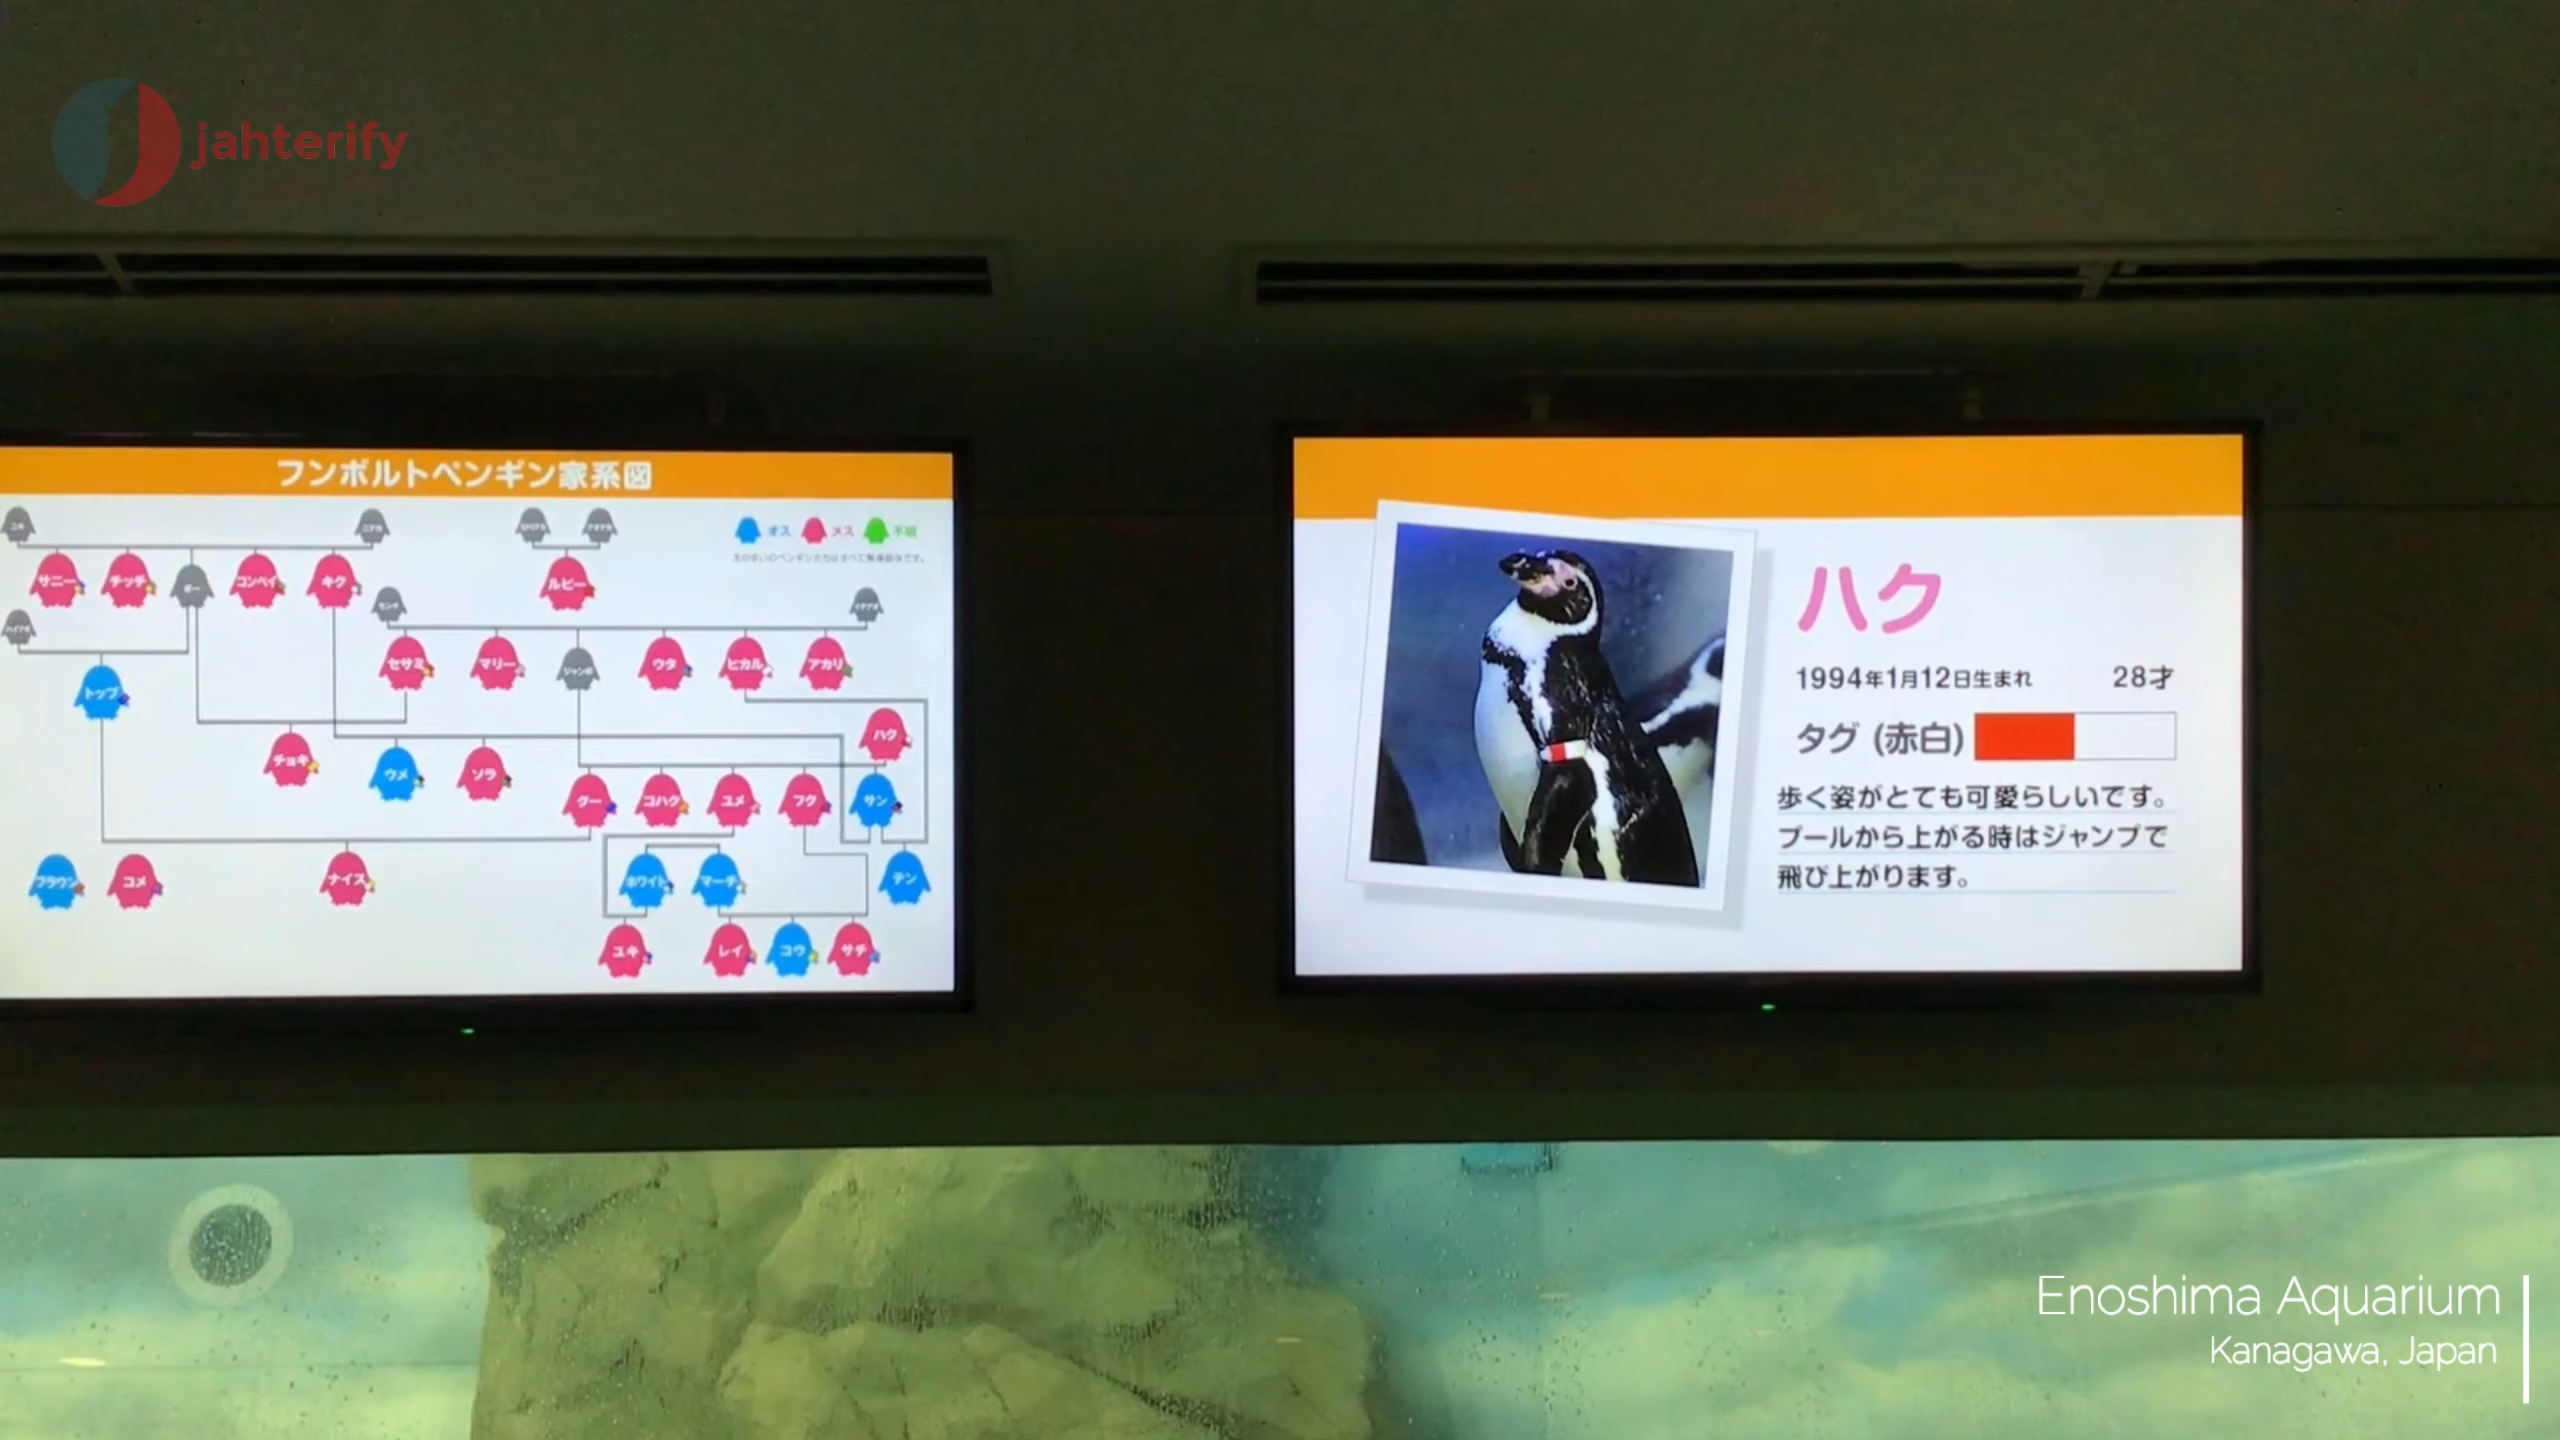 jahterify
フンボルトペンギン家系図
オス メス 不明
サニー チッチ ボー コンペイ キク
ルビー
セサミ マリー ジャンボ ウタ ヒカル アカリ
トップ
ハク
チョキ ウメ ソラ
グー コハク ユメ フク サン
ブラウン コメ ナイス ホワイト マーチ テン
ユキ レイ コウ サチ
ハク
1994年1月12日生まれ 28才
タグ (赤白)
歩く姿がとても可愛らしいです。
プールから上がる時はジャンプで
飛び上がります。
Enoshima Aquarium
Kanagawa, Japan